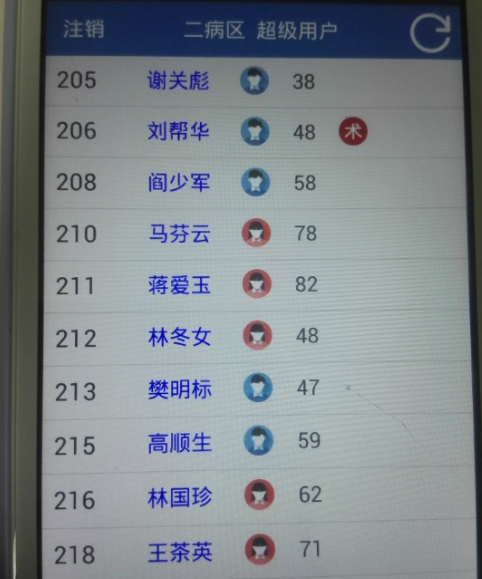 注销 二病区 超级用户
205 谢关彪 38
206 刘帮华 48 术
208 阎少军 58
210 马芬云 78
211 蒋爱玉 82
212 林冬女 48
213 樊明标 47
215 高顺生 59
216 林国珍 62
218 王茶英 71